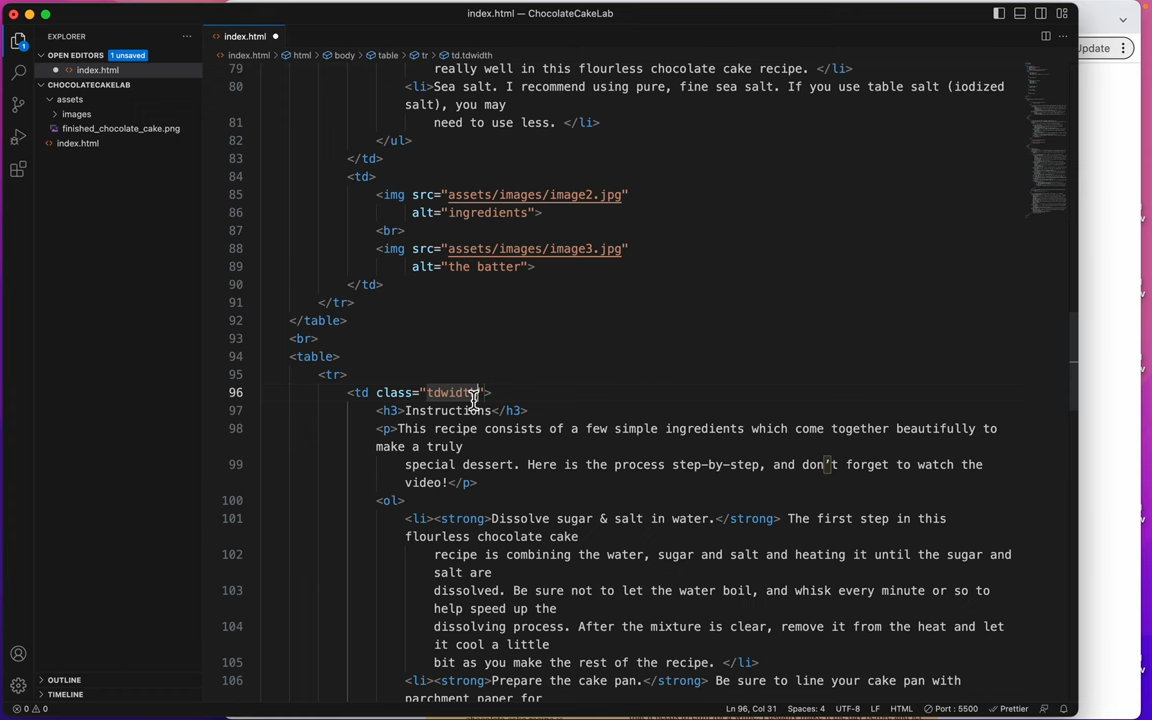 index.html — ChocolateCakeLab
EXPLORER
index.html
Update
OPEN EDITORS 1 unsaved
index.html > html > body > table > tr > td.tdwidth
index.html
CHOCOLATECAKELAB
assets
images
finished_chocolate_cake.png
index.html
79 really well in this flourless chocolate cake recipe. </li>
80 <li>Sea salt. I recommend using pure, fine sea salt. If you use table salt (iodized
salt), you may
81 need to use less. </li>
82 </ul>
83 </td>
84 <td>
85 <img src="assets/images/image2.jpg"
86 alt="ingredients">
87 <br>
88 <img src="assets/images/image3.jpg"
89 alt="the batter">
90 </td>
91 </tr>
92 </table>
93 <br>
94 <table>
95 <tr>
96 <td class="tdwidth">
97 <h3>Instructions</h3>
98 <p>This recipe consists of a few simple ingredients which come together beautifully to
make a truly
99 special dessert. Here is the process step-by-step, and don’t forget to watch the
video!</p>
100 <ol>
101 <li><strong>Dissolve sugar & salt in water.</strong> The first step in this
flourless chocolate cake
102 recipe is combining the water, sugar and salt and heating it until the sugar and
salt are
103 dissolved. Be sure not to let the water boil, and whisk every minute or so to
help speed up the
104 dissolving process. After the mixture is clear, remove it from the heat and let
it cool a little
105 bit as you make the rest of the recipe. </li>
106 <li><strong>Prepare the cake pan.</strong> Be sure to line your cake pan with
parchment paper for
OUTLINE
TIMELINE
0 0
Ln 96, Col 31 Spaces: 4 UTF-8 LF HTML Port : 5500 Prettier